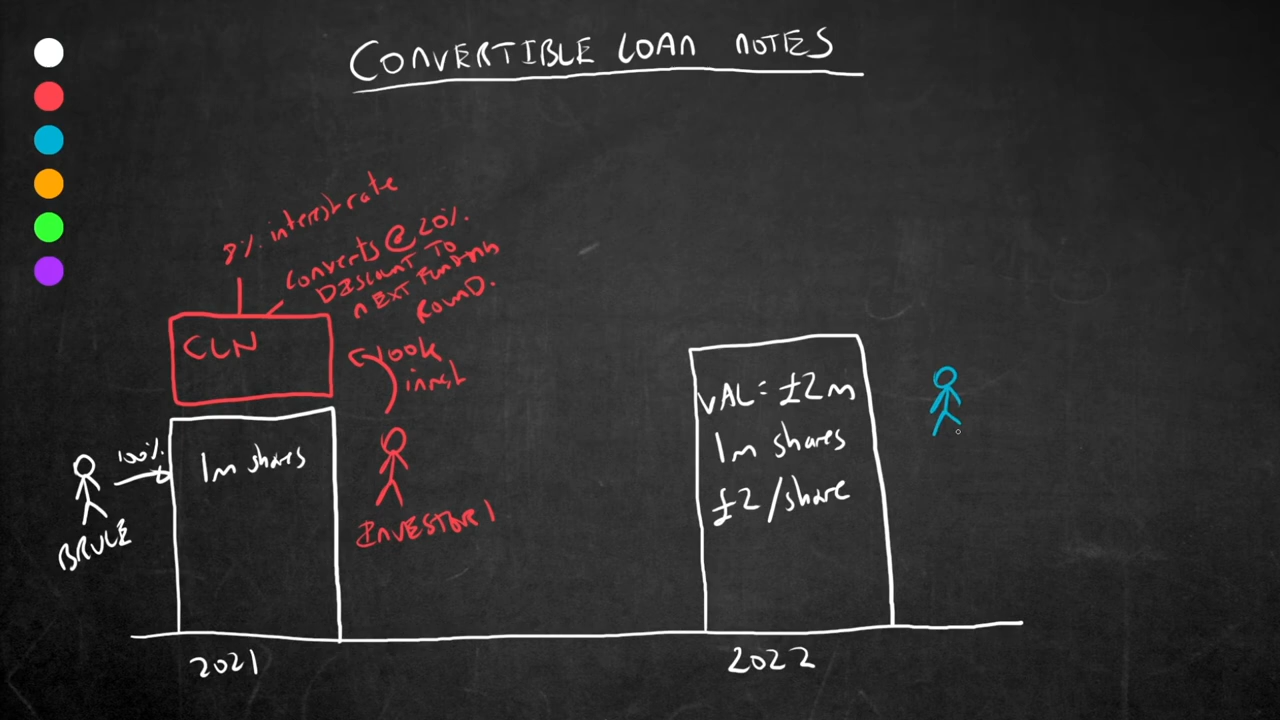 CONVERTIBLE LOAN NOTES
8% interest rate
Converts @ 20%
DISCOUNT TO
NEXT FUNDING
ROUND.
CLN
100k
invest
100%
1m shares
BRUCE
INVESTOR 1
VAL = £2m
1m shares
£2/share
2021
2022